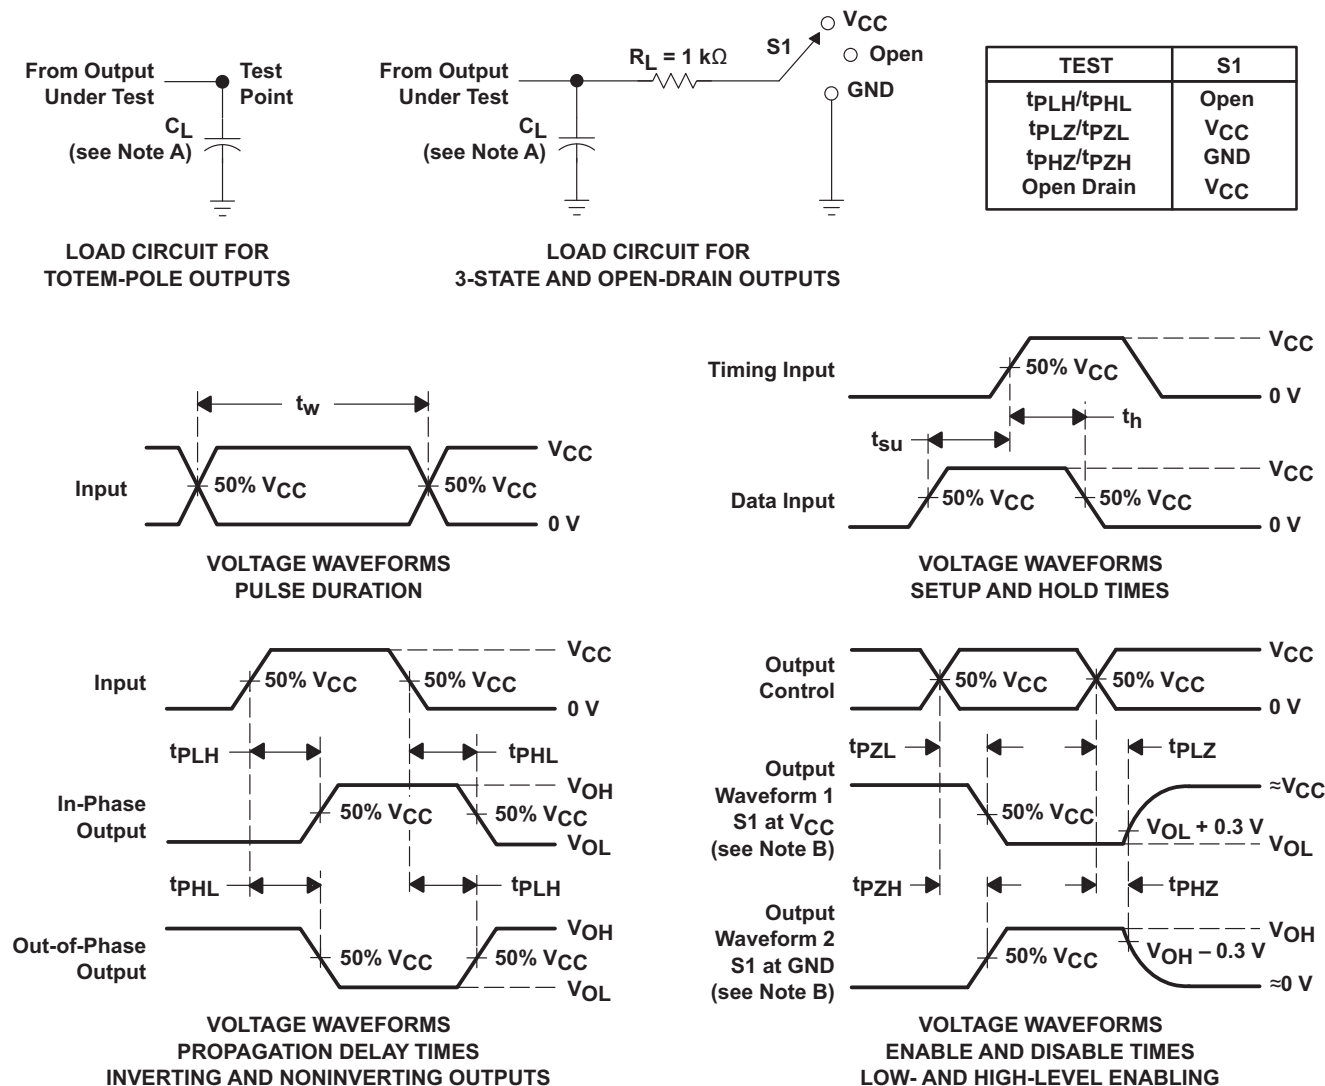 From Output
Under Test
Test
Point
CL
(see Note A)
LOAD CIRCUIT FOR
TOTEM-POLE OUTPUTS
From Output
Under Test
CL
(see Note A)
RL = 1 kΩ
S1
VCC
Open
GND
LOAD CIRCUIT FOR
3-STATE AND OPEN-DRAIN OUTPUTS
TEST S1
tPLH/tPHL Open
tPLZ/tPZL VCC
tPHZ/tPZH GND
Open Drain VCC
tw
Input
50% VCC
50% VCC
VCC
0 V
VOLTAGE WAVEFORMS
PULSE DURATION
Timing Input
50% VCC
VCC
0 V
tsu
th
Data Input
50% VCC
50% VCC
VCC
0 V
VOLTAGE WAVEFORMS
SETUP AND HOLD TIMES
Input
50% VCC
50% VCC
VCC
0 V
tPLH
tPHL
In-Phase
Output
50% VCC
50% VCC
VOH
VOL
tPHL
tPLH
Out-of-Phase
Output
50% VCC
50% VCC
VOH
VOL
VOLTAGE WAVEFORMS
PROPAGATION DELAY TIMES
INVERTING AND NONINVERTING OUTPUTS
Output
Control
50% VCC
50% VCC
VCC
0 V
tPZL
tPLZ
Output
Waveform 1
S1 at VCC
(see Note B)
50% VCC
VOL + 0.3 V
≈VCC
VOL
tPZH
tPHZ
Output
Waveform 2
S1 at GND
(see Note B)
50% VCC
VOH − 0.3 V
VOH
≈0 V
VOLTAGE WAVEFORMS
ENABLE AND DISABLE TIMES
LOW- AND HIGH-LEVEL ENABLING